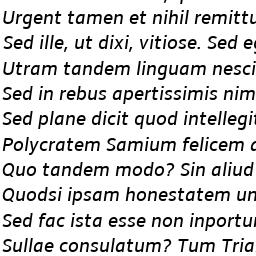 Urgent tamen et nihil remittu
Sed ille, ut dixi, vitiose. Sed e
Utram tandem linguam nesci
Sed in rebus apertissimis nim
Sed plane dicit quod intellegi
Polycratem Samium felicem a
Quo tandem modo? Sin aliud
Quodsi ipsam honestatem un
Sed fac ista esse non inportu
Sullae consulatum? Tum Tria